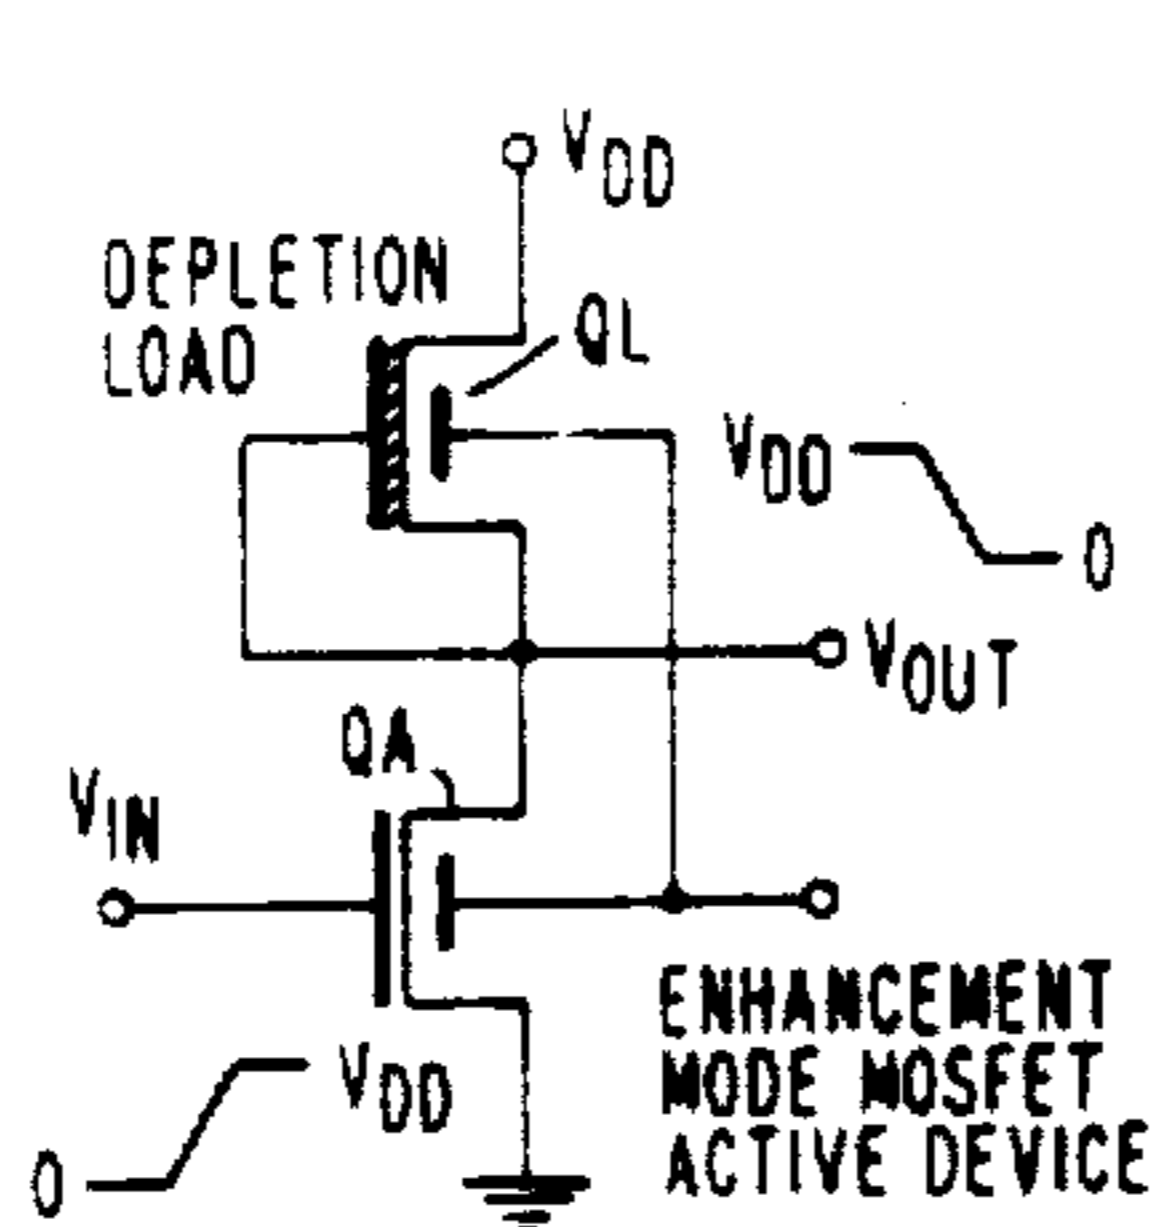 VDD
DEPLETION
LOAD
QL
VDD
0
VOUT
QA
VIN
ENHANCEMENT
MODE MOSFET
ACTIVE DEVICE
VDD
0